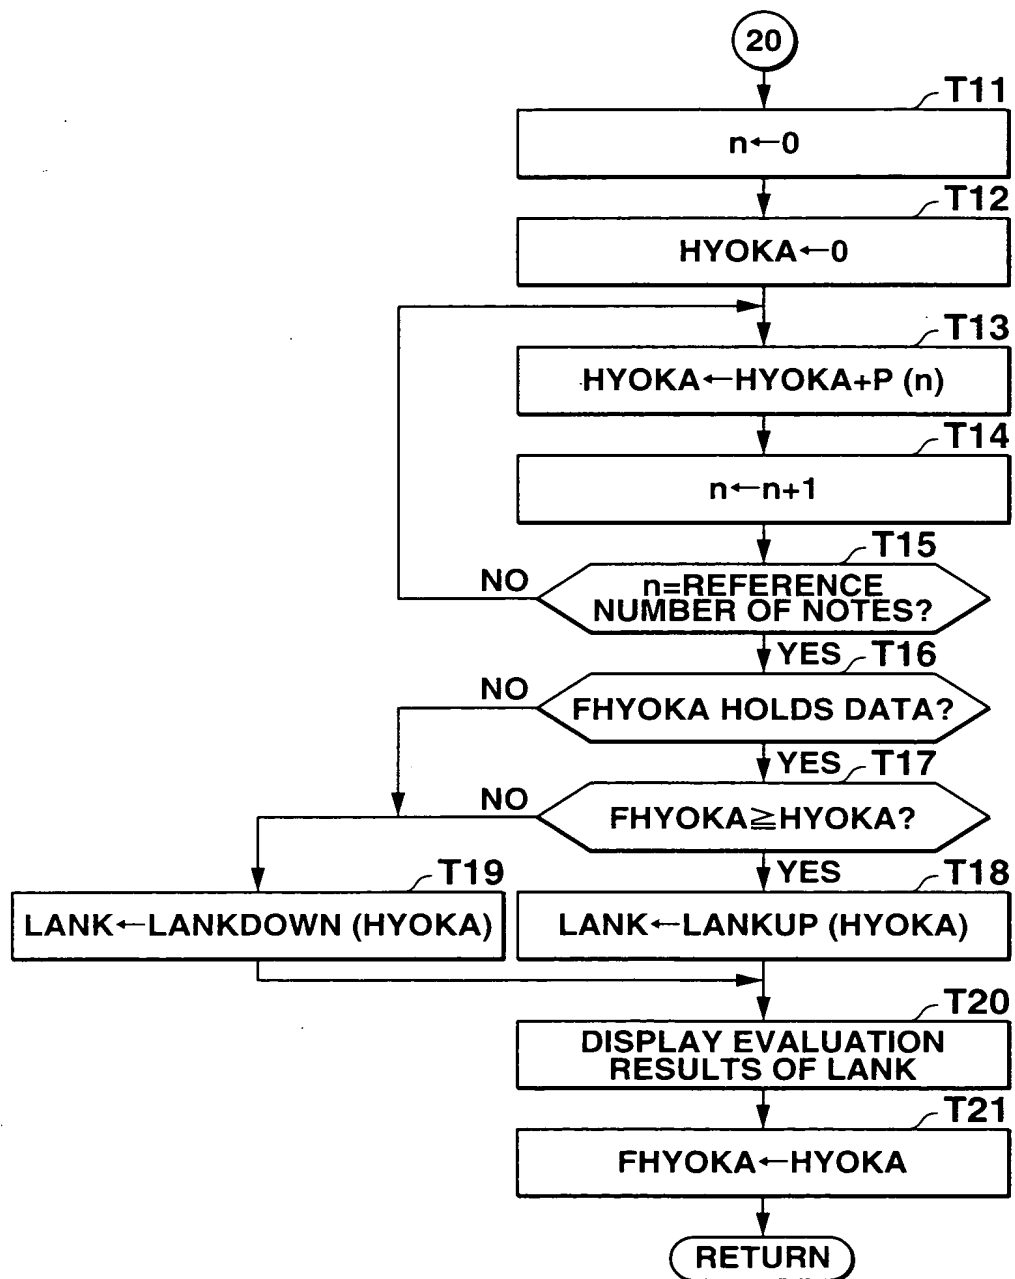 20
T11
n←0
T12
HYOKA←0
T13
HYOKA←HYOKA+P (n)
T14
n←n+1
T15
NO
n=REFERENCE
NUMBER OF NOTES?
YES
T16
NO
FHYOKA HOLDS DATA?
YES
T17
NO
FHYOKA≧HYOKA?
YES
T19
T18
LANK←LANKDOWN (HYOKA)
LANK←LANKUP (HYOKA)
T20
DISPLAY EVALUATION
RESULTS OF LANK
T21
FHYOKA←HYOKA
RETURN